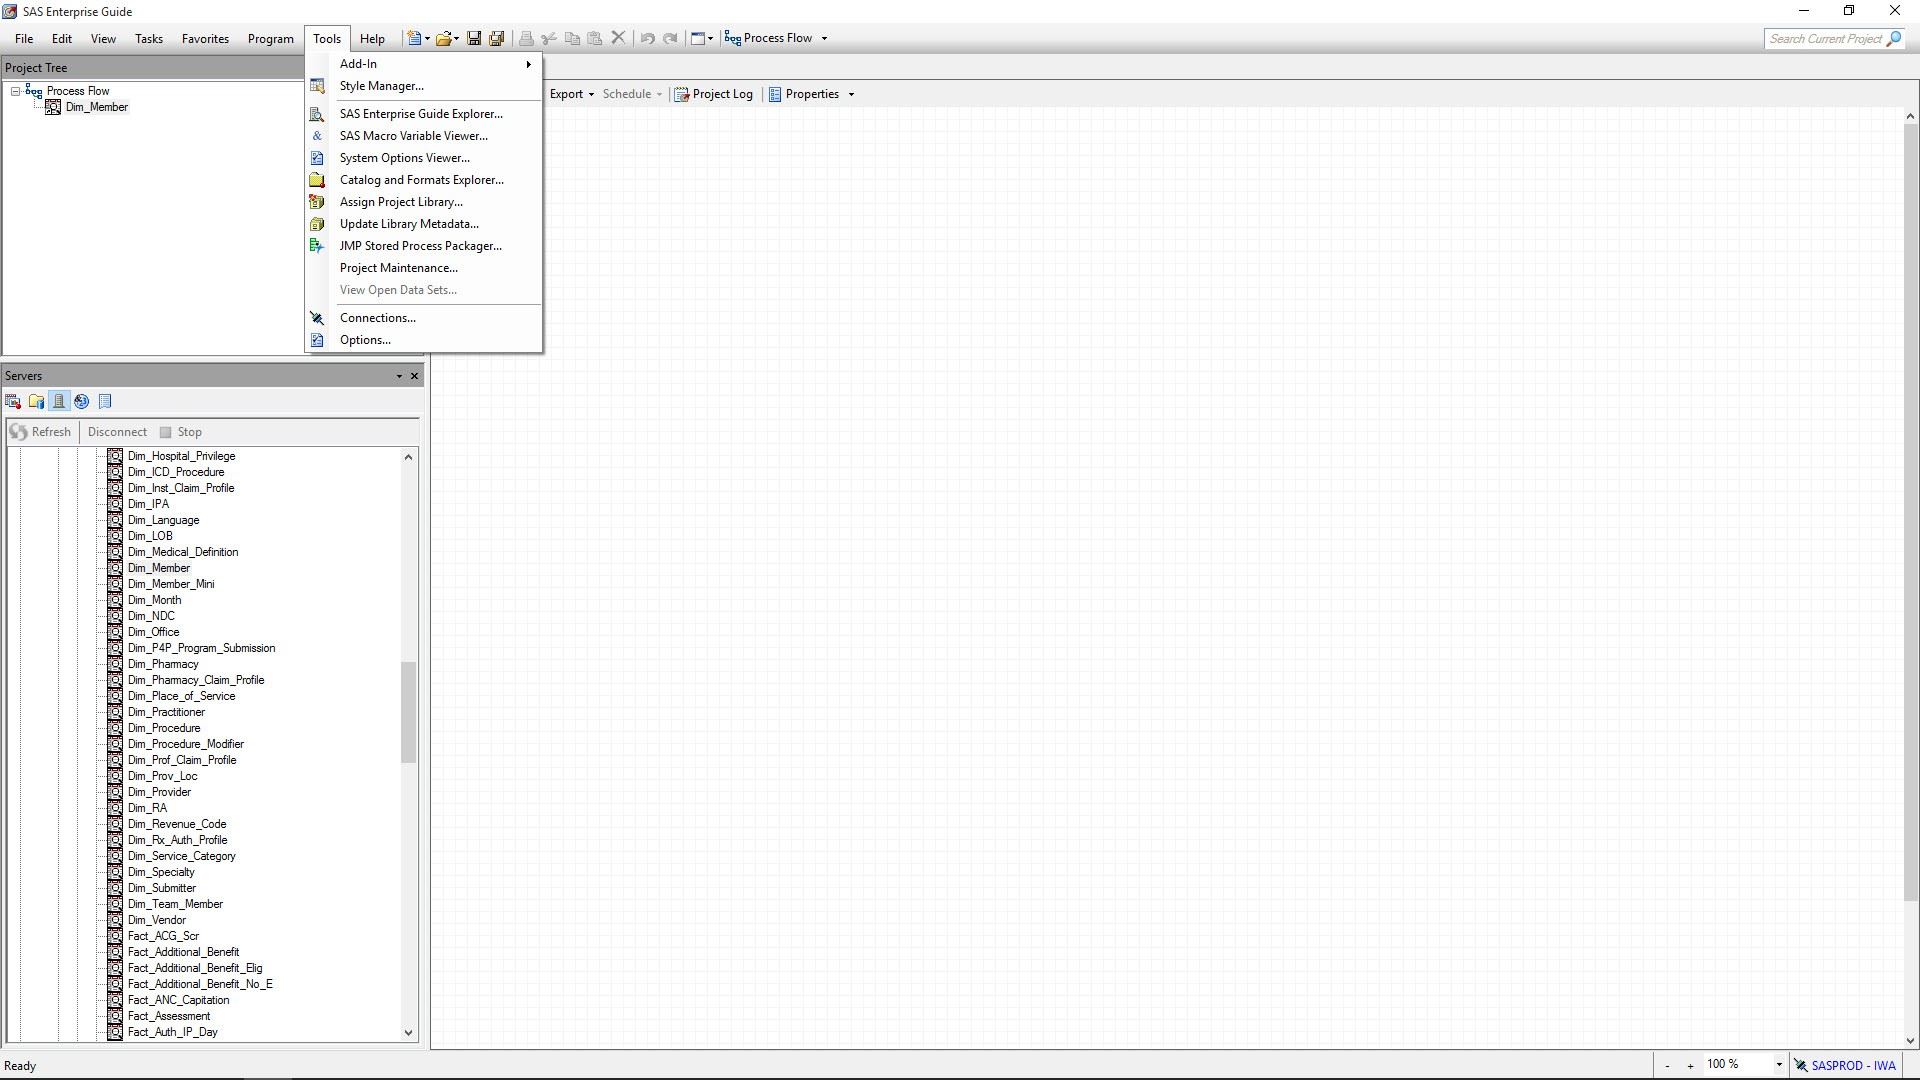 SAS Enterprise Guide
File Edit View Tasks Favorites Program Tools Help Process Flow Search Current Project
Project Tree
Process Flow
Dim_Member
Add-In
Style Manager...
SAS Enterprise Guide Explorer...
SAS Macro Variable Viewer...
System Options Viewer...
Catalog and Formats Explorer...
Assign Project Library...
Update Library Metadata...
JMP Stored Process Packager...
Project Maintenance...
View Open Data Sets...
Connections...
Options...
Export Schedule Project Log Properties
Servers
Refresh Disconnect Stop
Dim_Hospital_Privilege
Dim_ICD_Procedure
Dim_Inst_Claim_Profile
Dim_IPA
Dim_Language
Dim_LOB
Dim_Medical_Definition
Dim_Member
Dim_Member_Mini
Dim_Month
Dim_NDC
Dim_Office
Dim_P4P_Program_Submission
Dim_Pharmacy
Dim_Pharmacy_Claim_Profile
Dim_Place_of_Service
Dim_Practitioner
Dim_Procedure
Dim_Procedure_Modifier
Dim_Prof_Claim_Profile
Dim_Prov_Loc
Dim_Provider
Dim_RA
Dim_Revenue_Code
Dim_Rx_Auth_Profile
Dim_Service_Category
Dim_Specialty
Dim_Submitter
Dim_Team_Member
Dim_Vendor
Fact_ACG_Scr
Fact_Additional_Benefit
Fact_Additional_Benefit_Elig
Fact_Additional_Benefit_No_E
Fact_ANC_Capitation
Fact_Assessment
Fact_Auth_IP_Day
Ready - + 100 % SASPROD - IWA